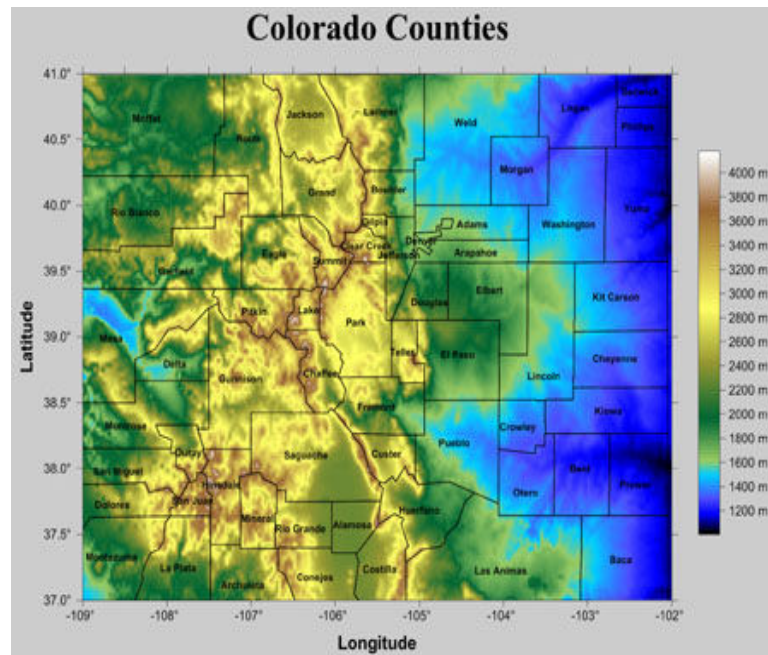 Colorado Counties
41.0°
40.5°
40.0°
39.5°
39.0°
38.5°
38.0°
37.5°
37.0°
Latitude
-109°
-108°
-107°
-106°
-105°
-104°
-103°
-102°
Longitude
4000 m
3800 m
3600 m
3400 m
3200 m
3000 m
2800 m
2600 m
2400 m
2200 m
2000 m
1800 m
1600 m
1400 m
1200 m
Moffet
Routt
Jackson
Larimer
Weld
Logan
Phillips
Morgan
Rio Blanco
Grand
Boulder
Gilpin
Adams
Washington
Yuma
Denver
Clear Creek
Jefferson
Arapahoe
Garfield
Eagle
Summit
Douglas
Elbert
Kit Carson
Pitkin
Lake
Park
Mesa
Delta
Gunnison
Chaffee
Teller
El Paso
Lincoln
Cheyenne
Montrose
Fremont
Crowley
Kiowa
Ouray
Saguache
Custer
Pueblo
San Miguel
Hinsdale
Otero
Bent
Prower
Dolores
San Juan
Mineral
Rio Grande
Alamosa
Huerfano
Montezuma
La Plata
Archuleta
Conejos
Costilla
Las Animas
Baca